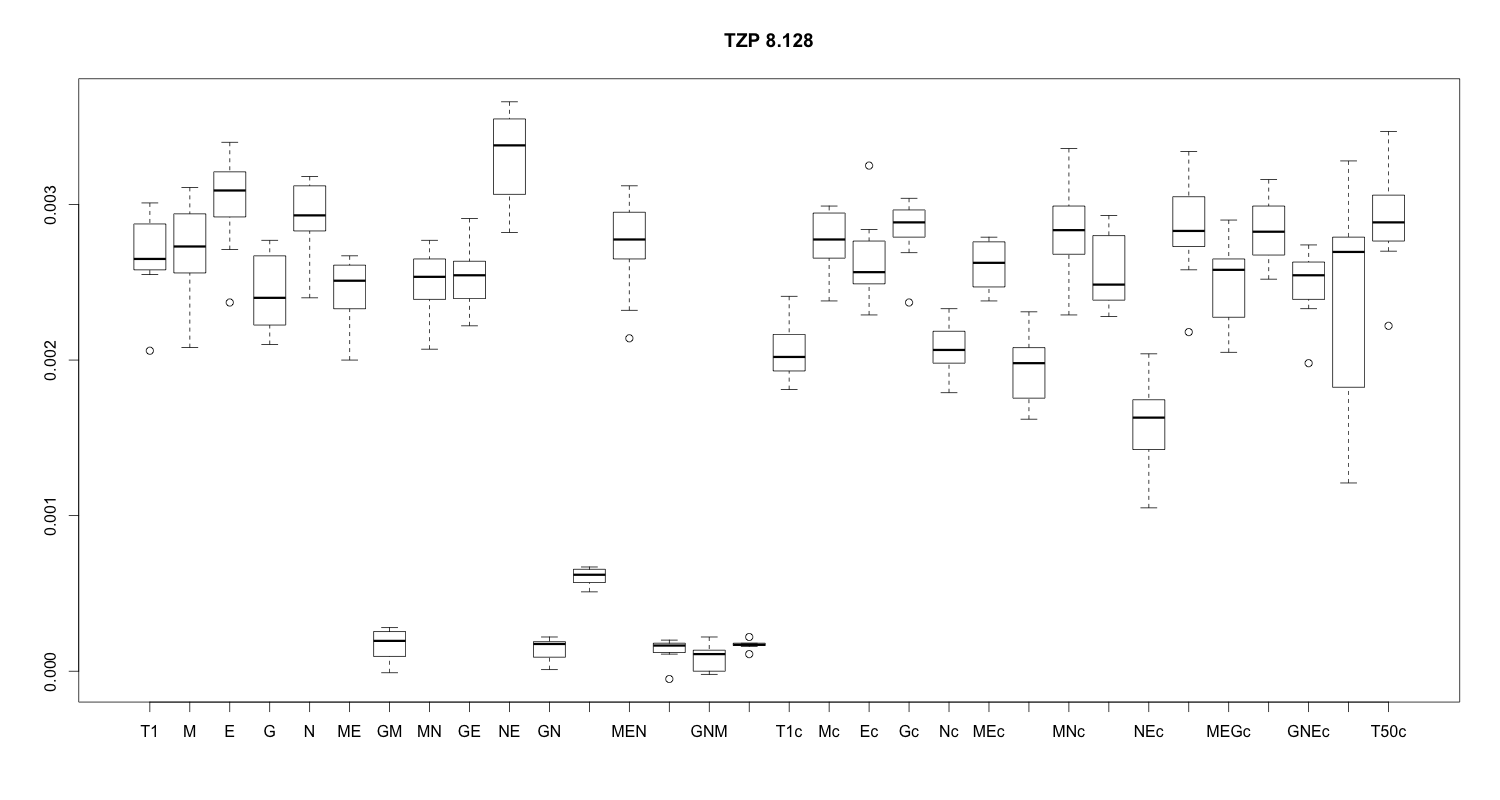 TZP 8.128
0.003
0.002
0.001
0.000
T1 M E G N ME GM MN GE NE GN MEN GNM T1c Mc Ec Gc Nc MEc MNc NEc MEGc GNEc T50c